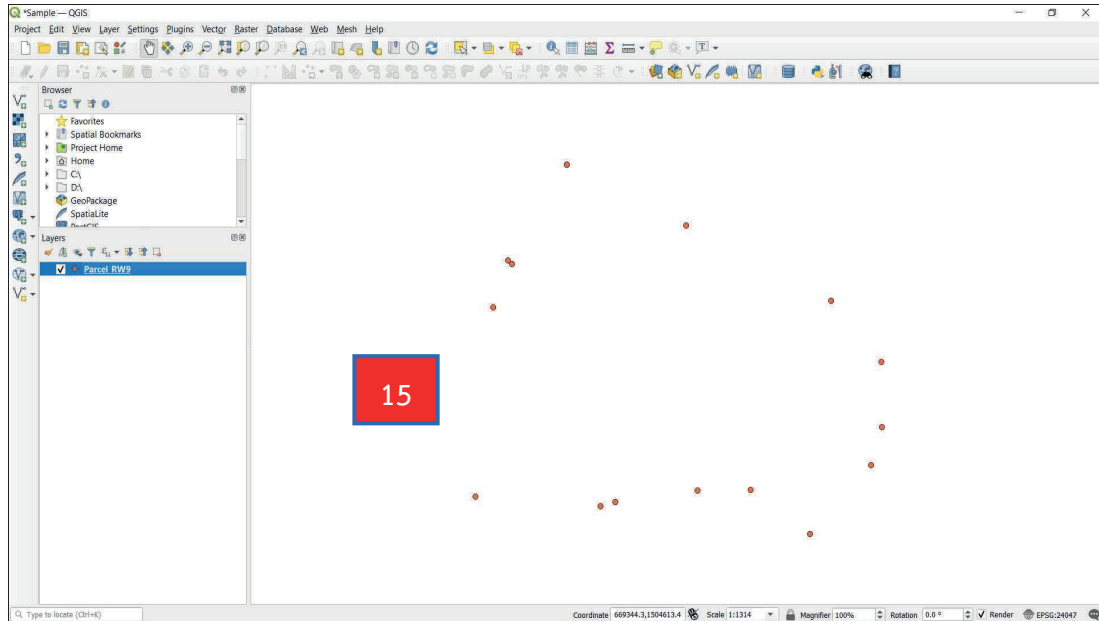 *Sample — QGIS
Project Edit View Layer Settings Plugins Vector Raster Database Web Mesh Help
Browser
Favorites
Spatial Bookmarks
Project Home
Home
C:\
D:\
GeoPackage
SpatiaLite
PostGIS
Layers
Parcel RW9
15
Type to locate (Ctrl+K)
Coordinate 669344.3,1504613.4 Scale 1:1314 Magnifier 100% Rotation 0.0 ° Render EPSG:24047